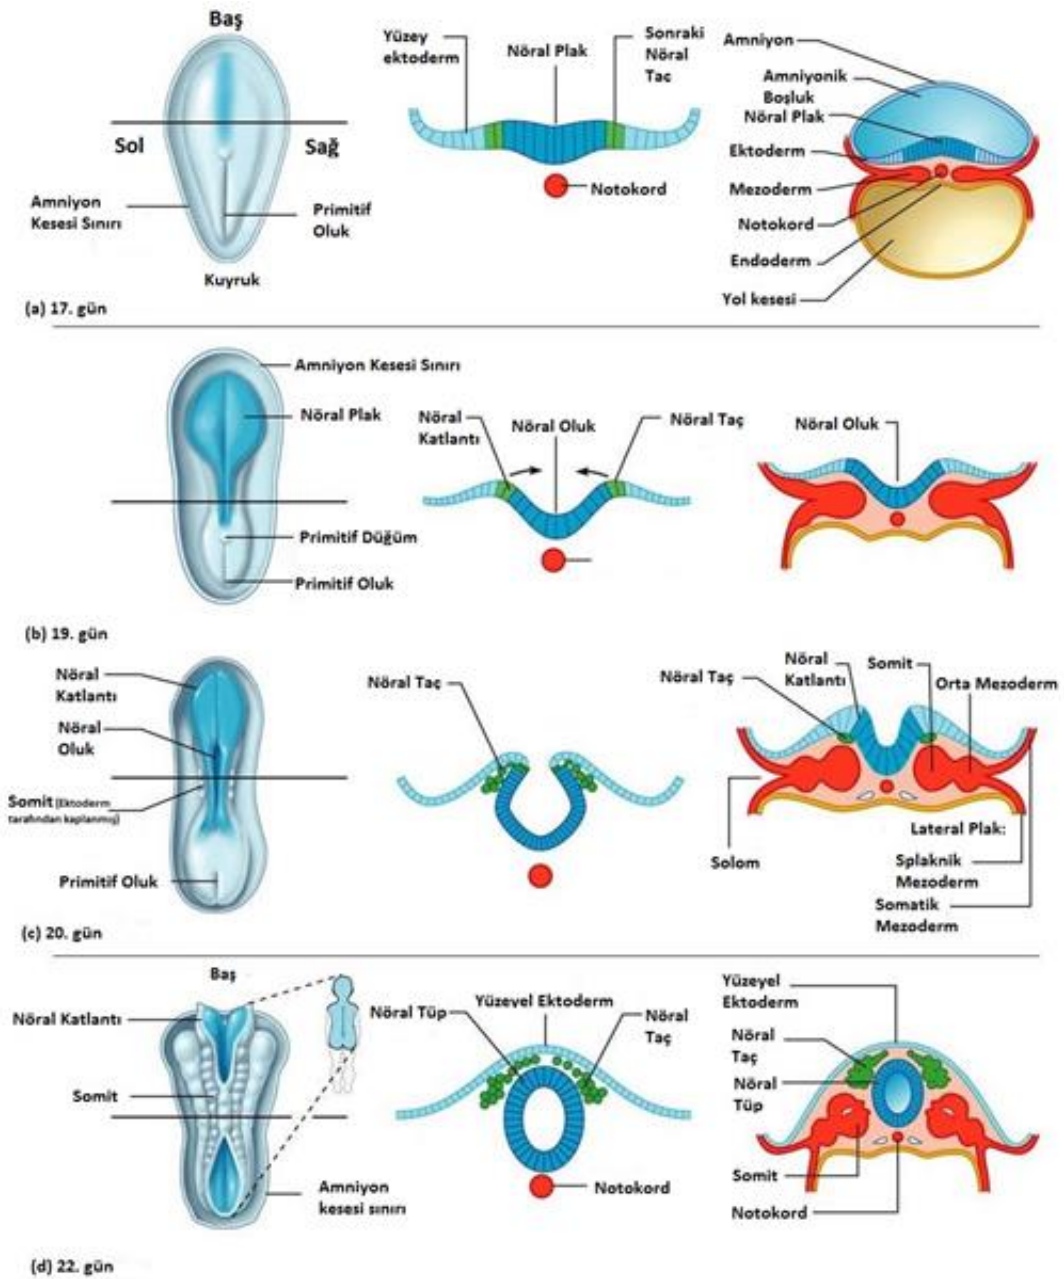 Baş
Sol
Sağ
Amniyon
Kesesi Sınırı
Primitif
Oluk
Kuyruk
(a) 17. gün
Yüzey
ektoderm
Nöral Plak
Sonraki
Nöral
Taç
Notokord
Amniyon
Amniyonik
Boşluk
Nöral Plak
Ektoderm
Mezoderm
Notokord
Endoderm
Yol kesesi
Amniyon Kesesi Sınırı
Nöral Plak
Primitif Düğüm
Primitif Oluk
(b) 19. gün
Nöral
Katlantı
Nöral Oluk
Nöral Taç
Nöral Oluk
Nöral
Katlantı
Nöral
Oluk
Somit (Ektoderm
tarafından kaplanmış)
Primitif Oluk
(c) 20. gün
Nöral Taç
Nöral Taç
Nöral
Katlantı
Somit
Orta Mezoderm
Solom
Lateral Plak:
Splaknik
Mezoderm
Somatik
Mezoderm
Baş
Nöral Katlantı
Somit
Amniyon
kesesi sınırı
(d) 22. gün
Nöral Tüp
Yüzeyel Ektoderm
Nöral
Taç
Notokord
Yüzeyel
Ektoderm
Nöral
Taç
Nöral
Tüp
Somit
Notokord